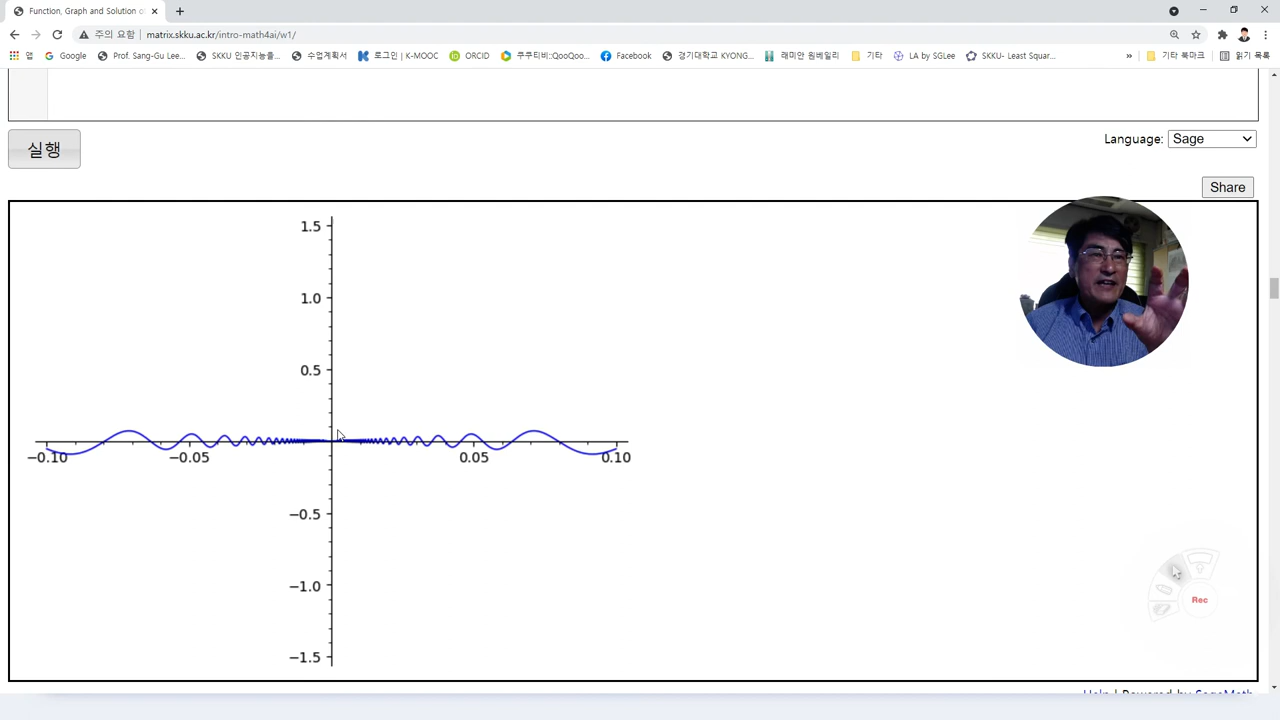 Function, Graph and Solution o
주의 요함 | matrix.skku.ac.kr/intro-math4ai/w1/
앱 Google Prof. Sang-Gu Lee... SKKU 인공지능을... 수업계획서 로그인 | K-MOOC ORCID 쿠쿠티비::QooQoo... Facebook 경기대학교 KYONG... 래미안 원베일리 기타 LA by SGLee SKKU- Least Squar... » 기타 북마크 읽기 목록
실행
Language: Sage
Share
1.5
1.0
0.5
−0.10 −0.05 0.05 0.10
−0.5
−1.0
−1.5
Rec
Help | Powered by SageMath